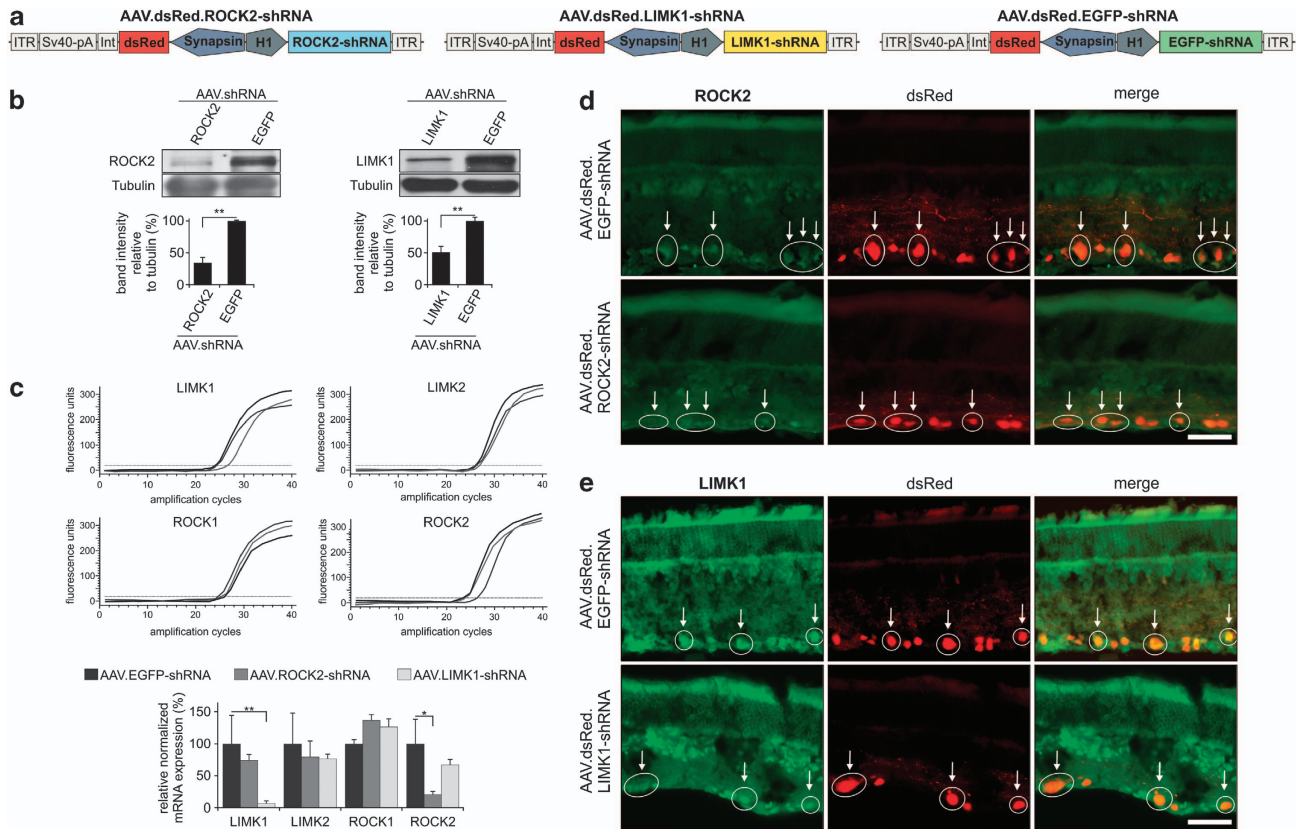 a
AAV.dsRed.ROCK2-shRNA
ITR Sv40-pA Int dsRed Synapsin H1 ROCK2-shRNA ITR
AAV.dsRed.LIMK1-shRNA
ITR Sv40-pA Int dsRed Synapsin H1 LIMK1-shRNA ITR
AAV.dsRed.EGFP-shRNA
ITR Sv40-pA Int dsRed Synapsin H1 EGFP-shRNA ITR
b
AAV.shRNA
ROCK2 EGFP
ROCK2
Tubulin
band intensity
relative
to tubulin (%)
100
50
0
**
ROCK2 EGFP
AAV.shRNA
AAV.shRNA
LIMK1 EGFP
LIMK1
Tubulin
band intensity
relative
to tubulin (%)
100
50
0
**
LIMK1 EGFP
AAV.shRNA
c
LIMK1
fluorescence units
300
200
100
0
0 10 20 30 40
amplification cycles
LIMK2
fluorescence units
300
200
100
0
0 10 20 30 40
amplification cycles
ROCK1
fluorescence units
300
200
100
0
0 10 20 30 40
amplification cycles
ROCK2
fluorescence units
300
200
100
0
0 10 20 30 40
amplification cycles
AAV.EGFP-shRNA AAV.ROCK2-shRNA AAV.LIMK1-shRNA
relative normalized
mRNA expression (%)
150
100
50
0
**
*
LIMK1 LIMK2 ROCK1 ROCK2
d
ROCK2 dsRed merge
AAV.dsRed.
EGFP-shRNA
AAV.dsRed.
ROCK2-shRNA
e
LIMK1 dsRed merge
AAV.dsRed.
EGFP-shRNA
AAV.dsRed.
LIMK1-shRNA